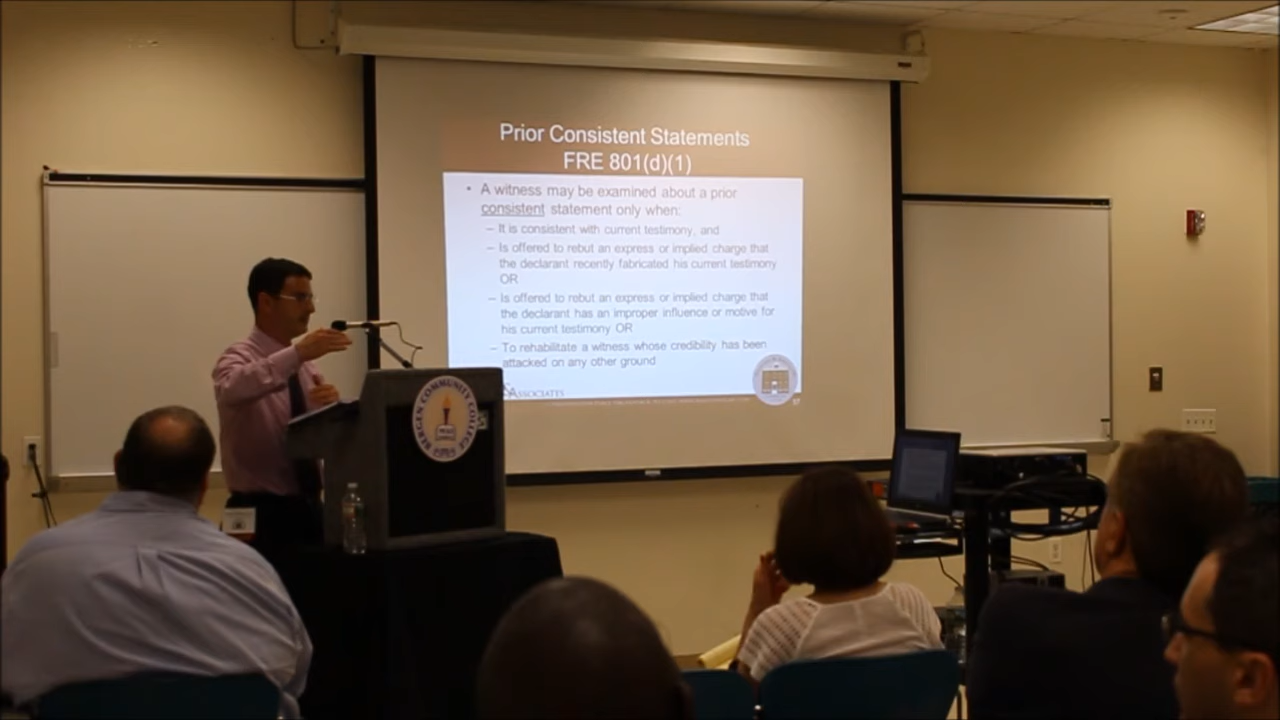 Prior Consistent Statements
FRE 801(d)(1)
• A witness may be examined about a prior
consistent statement only when:
– It is consistent with current testimony, and
– Is offered to rebut an express or implied charge that
the declarant recently fabricated his current testimony
OR
– Is offered to rebut an express or implied charge that
the declarant has an improper influence or motive for
his current testimony OR
– To rehabilitate a witness whose credibility has been
attacked on any other ground
ASSOCIATES
BERGEN COMMUNITY COLLEGE